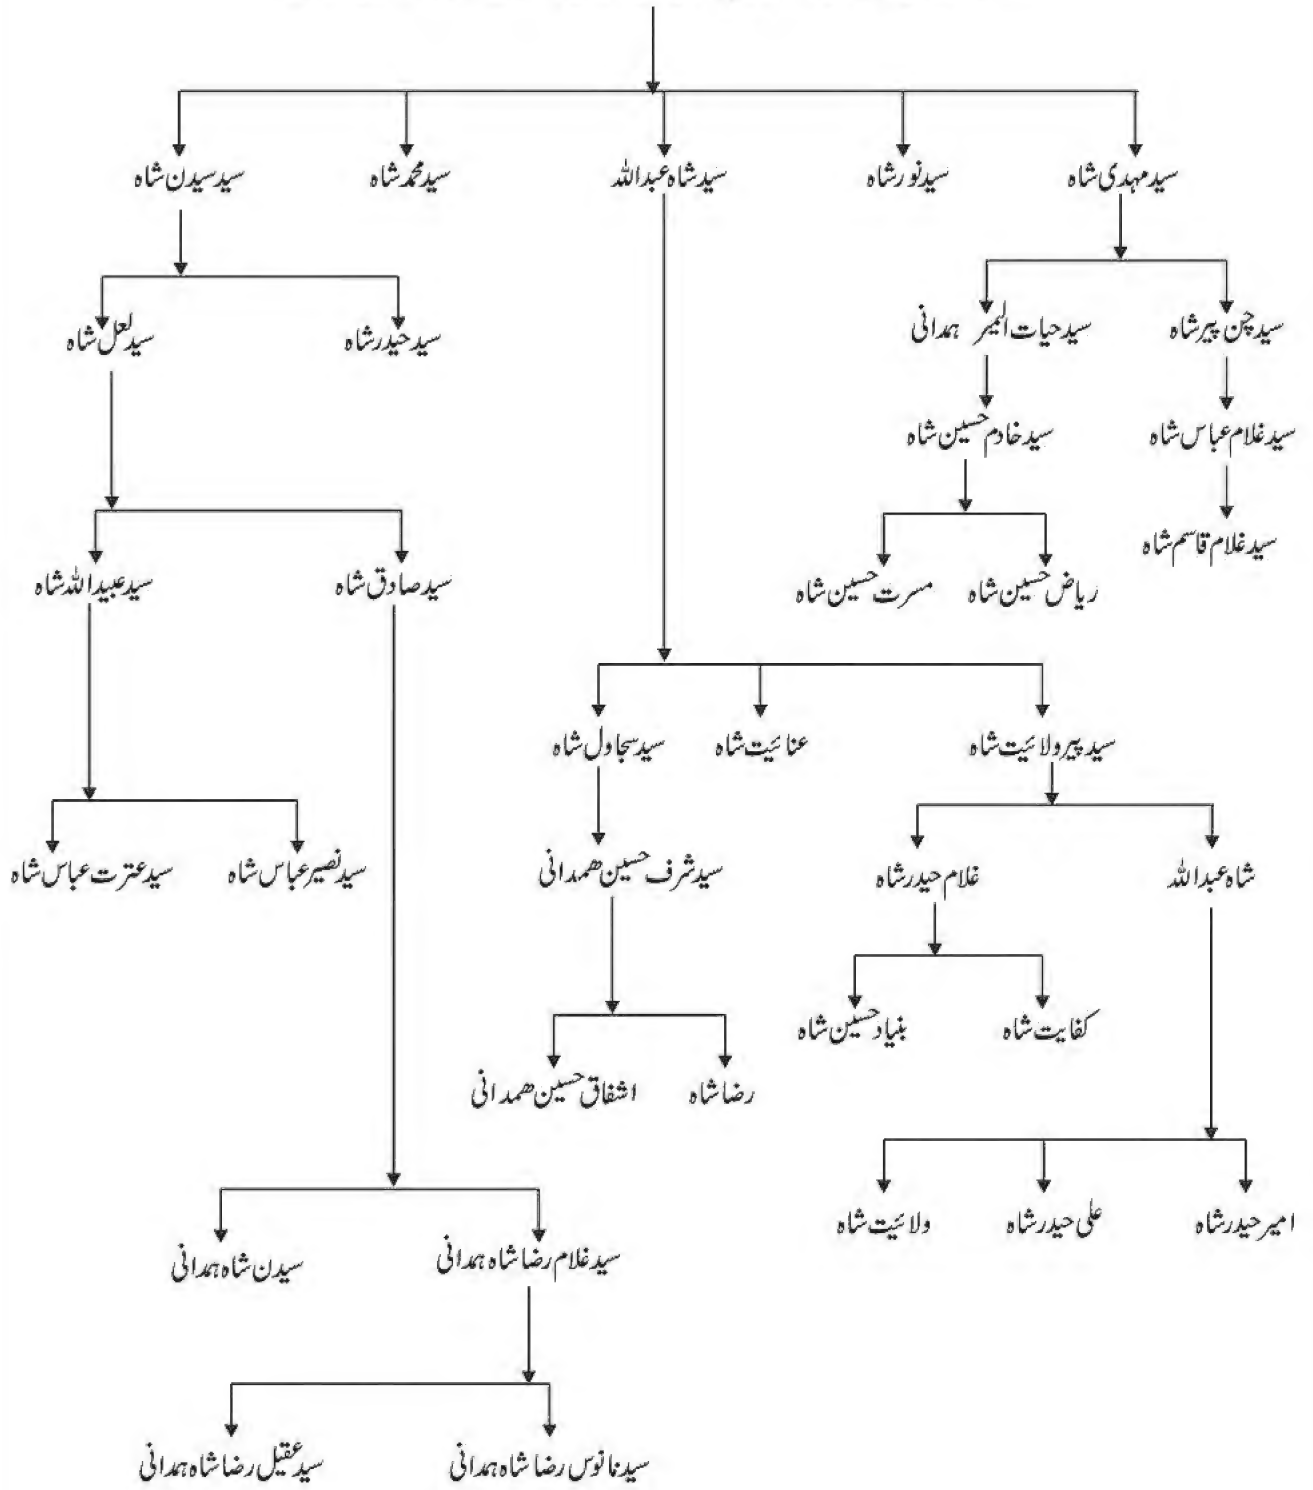 سید مہدی شاہ
سید نور شاہ
سید شاہ عبداللہ
سید محمد شاہ
سید سیدن شاہ
سید چن پیر شاہ
سید حیات المیر ہمدانی
سید حیدر شاہ
سید لعل شاہ
سید غلام عباس شاہ
سید خادم حسین شاہ
سید غلام قاسم شاہ
ریاض حسین شاہ
مسرت حسین شاہ
سید صادق شاہ
سید عبید اللہ شاہ
سید پیر ولائیت شاہ
عنائیت شاہ
سید سجاول شاہ
شاہ عبداللہ
غلام حیدر شاہ
سید شرف حسین ھمدانی
سید نصیر عباس شاہ
سید عترت عباس شاہ
کفایت شاہ
بنیاد حسین شاہ
رضا شاہ
اشفاق حسین ھمدانی
امیر حیدر شاہ
علی حیدر شاہ
ولائیت شاہ
سید غلام رضا شاہ ہمدانی
سیدن شاہ ہمدانی
سید فانوس رضا شاہ ہمدانی
سید عقیل رضا شاہ ہمدانی